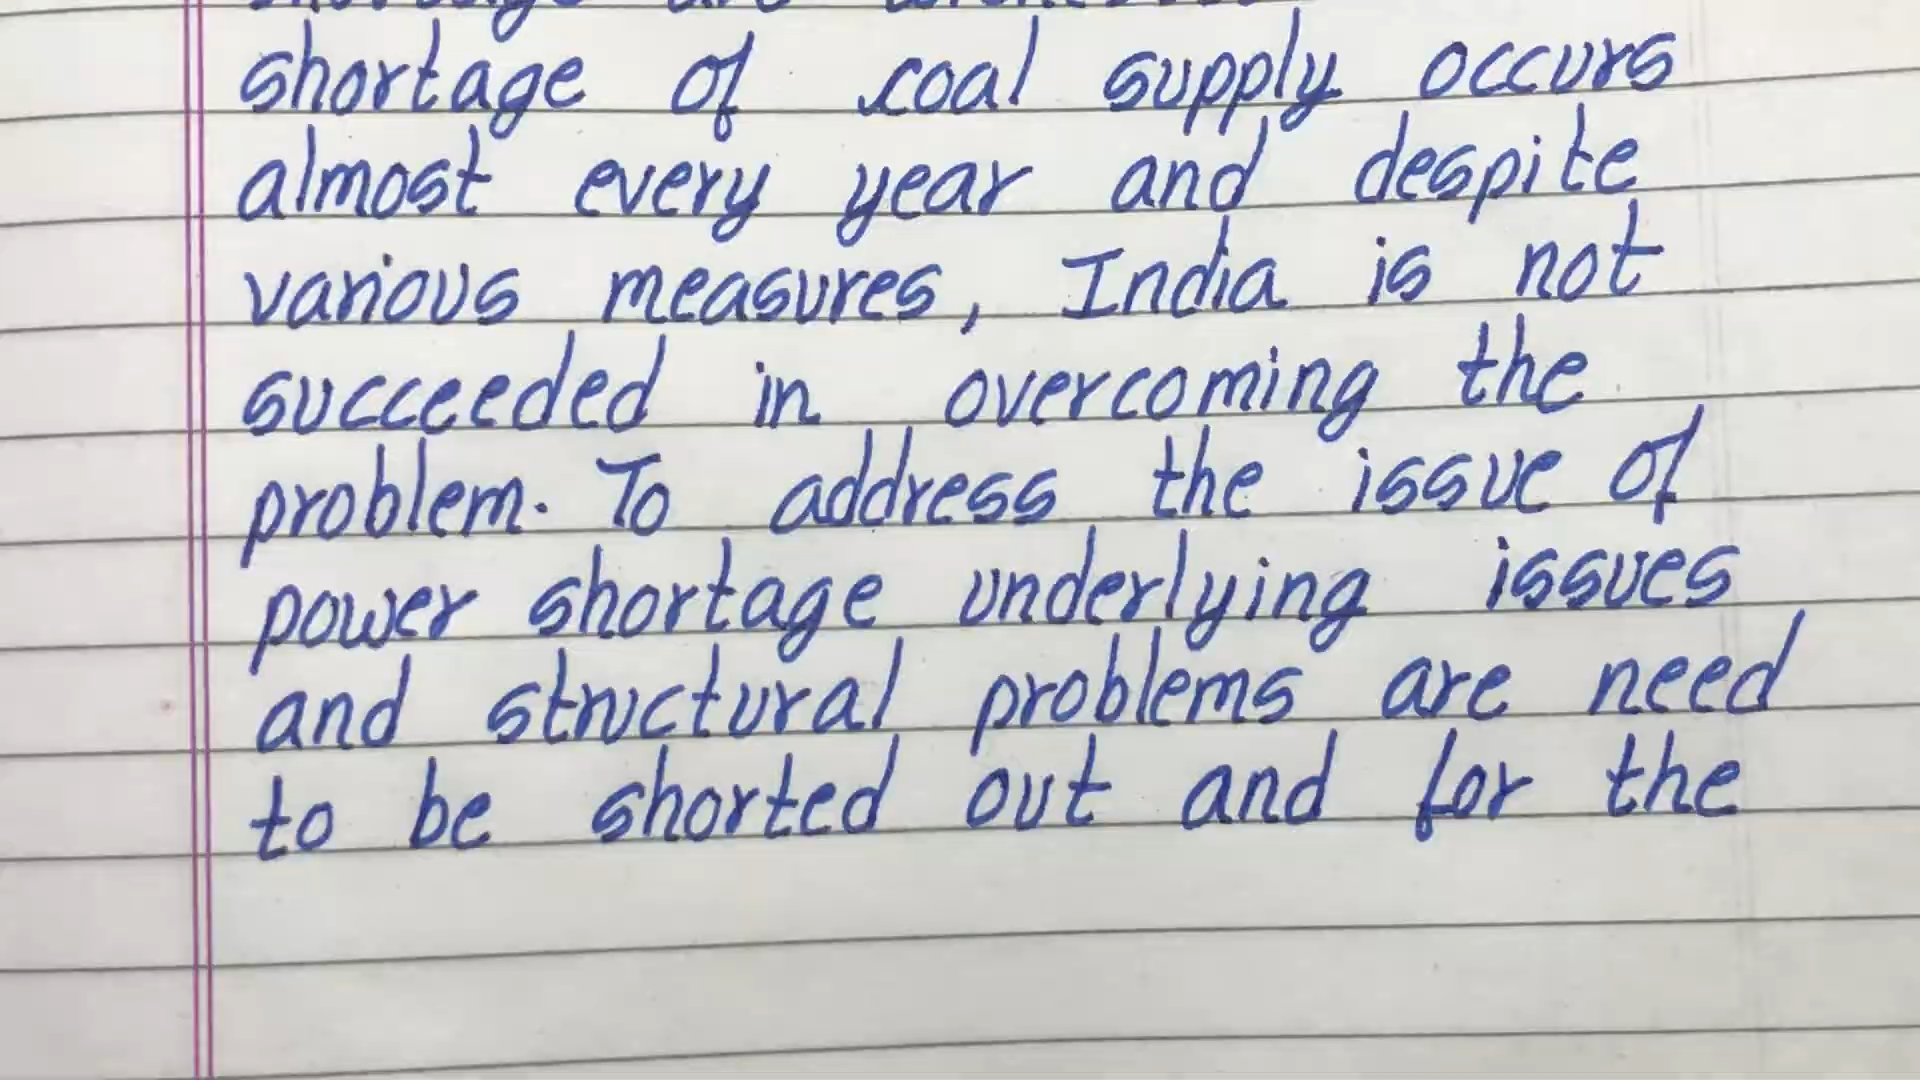 shortage of coal supply occurs
almost every year and despite
various measures, India is not
succeeded in overcoming the
problem. To address the issue of
power shortage underlying issues
and structural problems are need
to be shorted out and for the